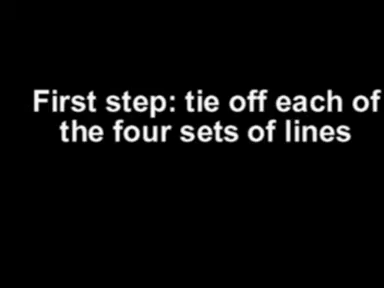 First step: tie off each of
the four sets of lines